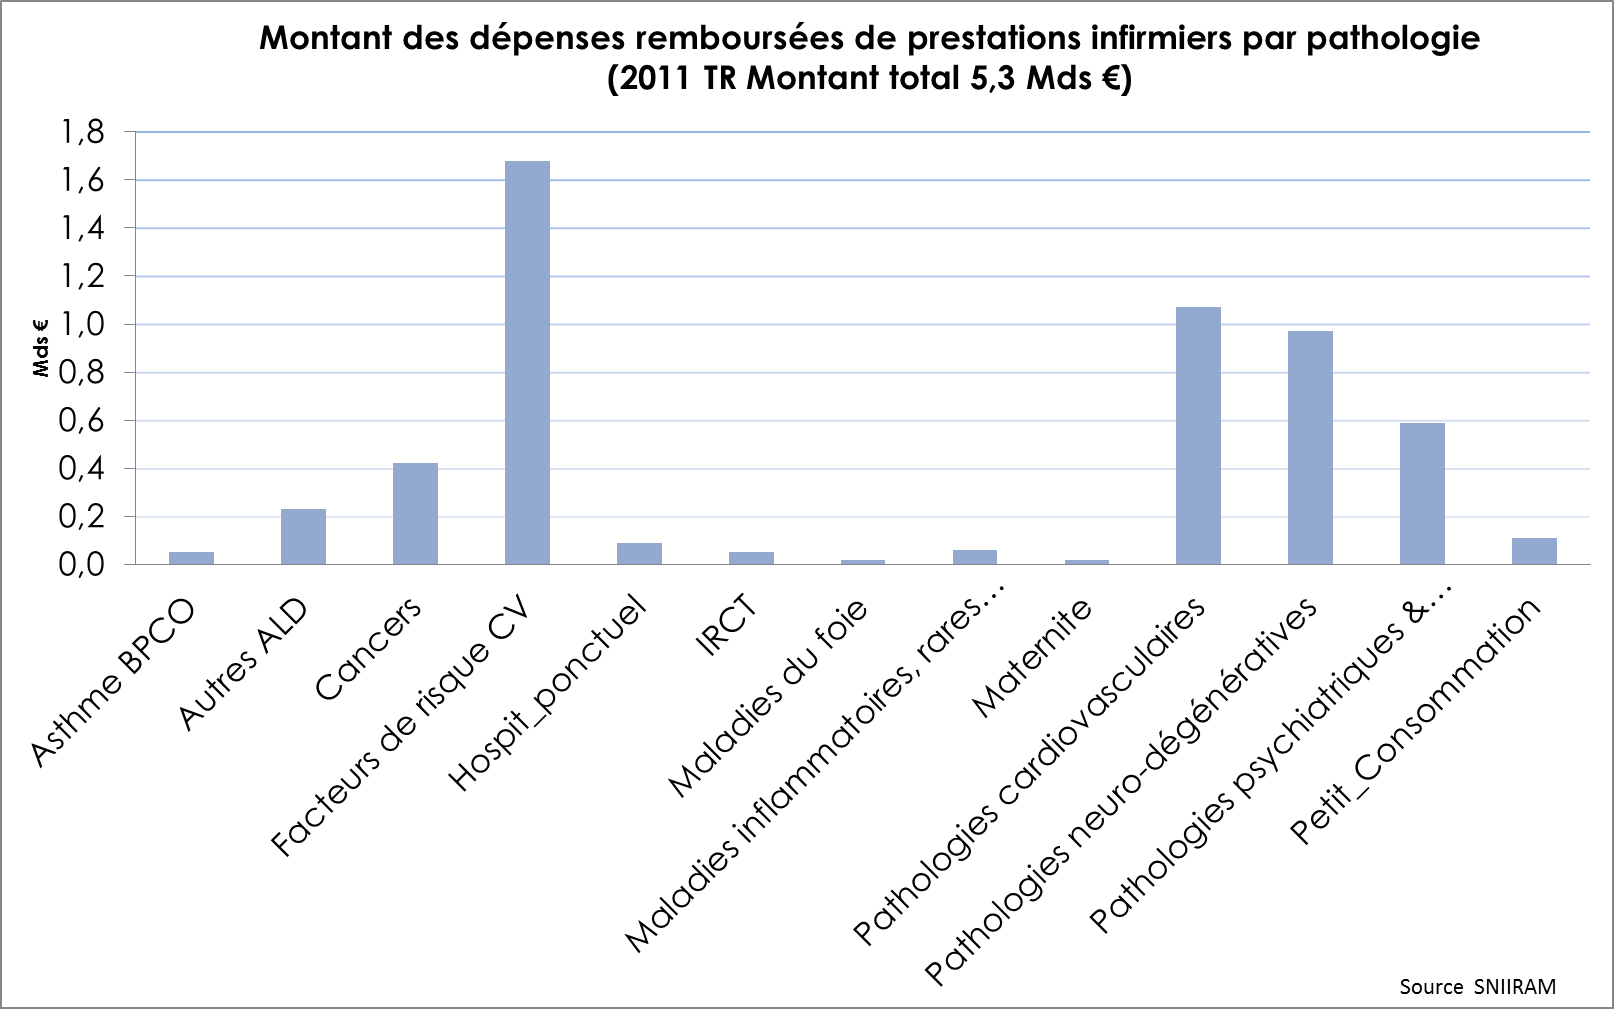 Montant des dépenses remboursées de prestations infirmiers par pathologie
(2011 TR Montant total 5,3 Mds €)
1,8
1,6
1,4
1,2
1,0
0,8
0,6
0,4
0,2
0,0
Mds €
Asthme BPCO
Autres ALD
Cancers
Facteurs de risque CV
Hospit_ponctuel
IRCT
Maladies du foie
Maladies inflammatoires, rares…
Maternite
Pathologies cardiovasculaires
Pathologies neuro-dégénératives
Pathologies psychiatriques &…
Petit_Consommation
Source SNIIRAM